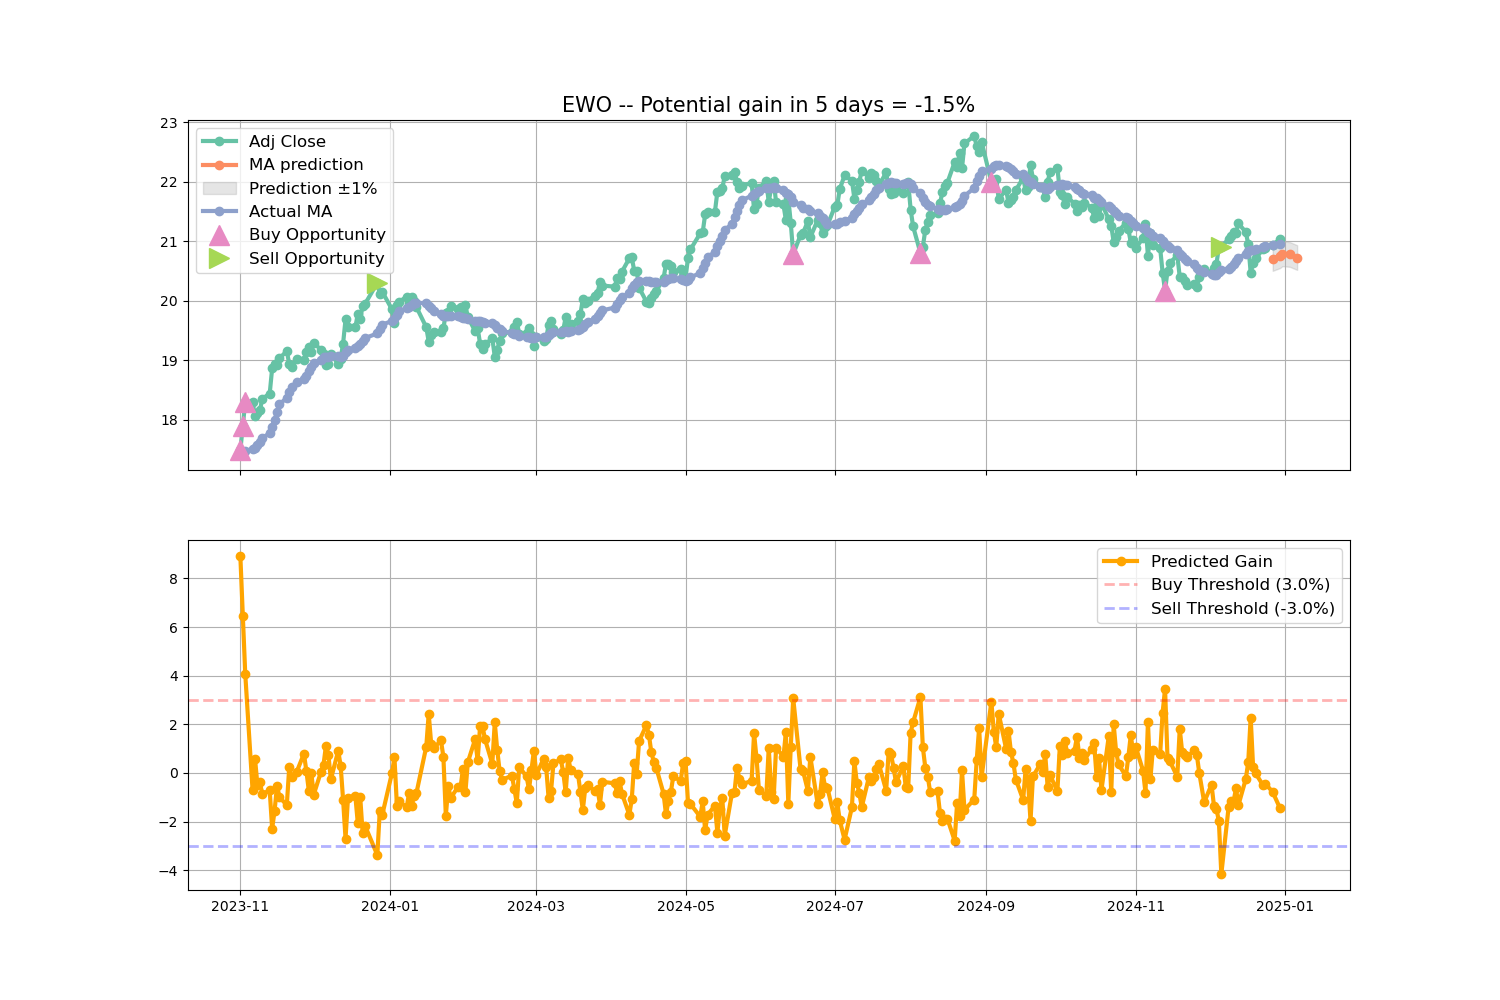 EWO -- Potential gain in 5 days = -1.5%
23
22
21
20
19
18
Adj Close
MA prediction
Prediction ±1%
Actual MA
Buy Opportunity
Sell Opportunity
8
6
4
2
0
−2
−4
Predicted Gain
Buy Threshold (3.0%)
Sell Threshold (-3.0%)
2023-11 2024-01 2024-03 2024-05 2024-07 2024-09 2024-11 2025-01